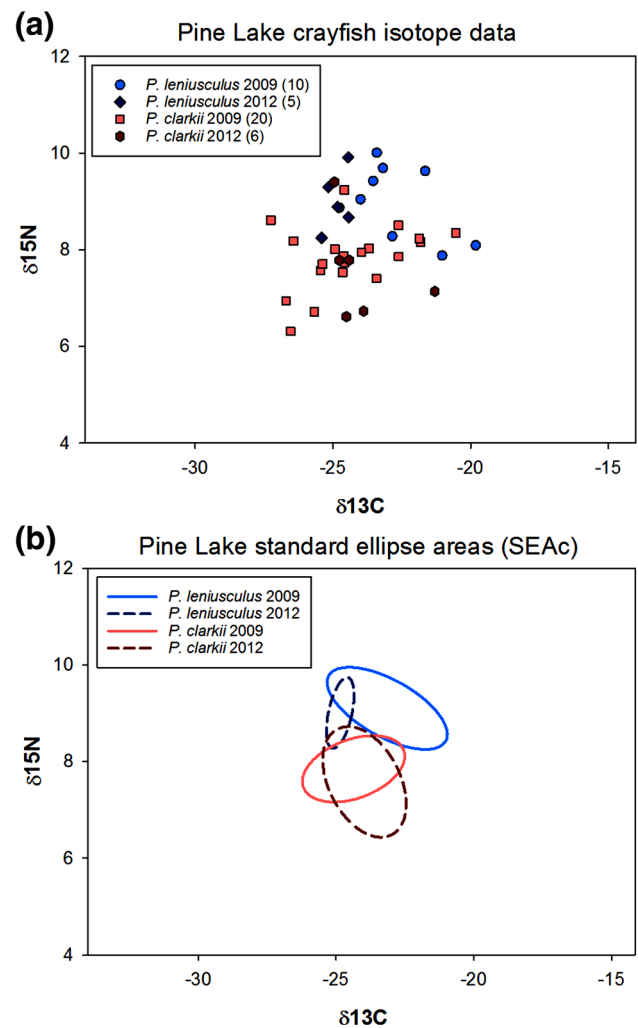 (a)
Pine Lake crayfish isotope data
12
P. leniusculus 2009 (10)
P. leniusculus 2012 (5)
P. clarkii 2009 (20)
P. clarkii 2012 (6)
10
δ15N
8
6
4
-30
-25
-20
-15
δ13C
(b)
Pine Lake standard ellipse areas (SEAc)
12
P. leniusculus 2009
P. leniusculus 2012
P. clarkii 2009
P. clarkii 2012
10
δ15N
8
6
4
-30
-25
-20
-15
δ13C